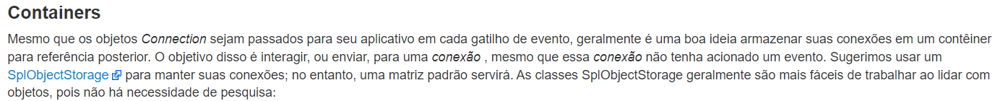 Containers
Mesmo que os objetos Connection sejam passados para seu aplicativo em cada gatilho de evento, geralmente é uma boa ideia armazenar suas conexões em um contêiner
para referência posterior. O objetivo disso é interagir, ou enviar, para uma conexão , mesmo que essa conexão não tenha acionado um evento. Sugerimos usar um
SplObjectStorage para manter suas conexões; no entanto, uma matriz padrão servirá. As classes SplObjectStorage geralmente são mais fáceis de trabalhar ao lidar com
objetos, pois não há necessidade de pesquisa: